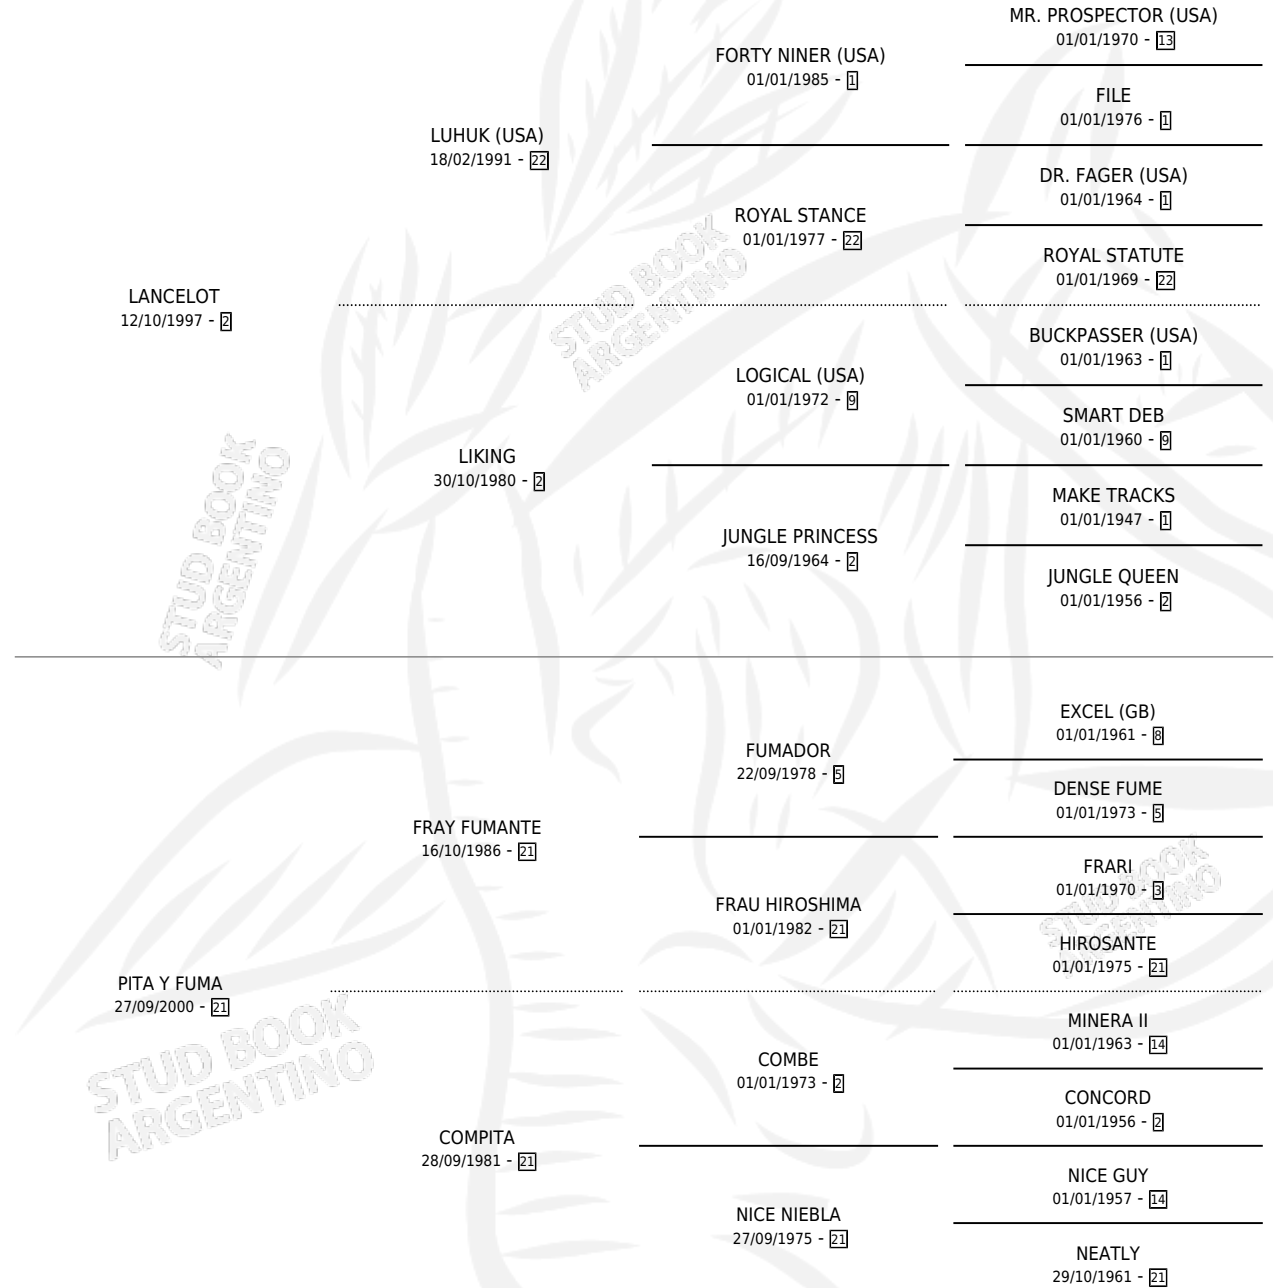 MR. PROSPECTOR (USA)
01/01/1970 - 13
FORTY NINER (USA)
01/01/1985 - 1
FILE
01/01/1976 - 1
LUHUK (USA)
18/02/1991 - 22
DR. FAGER (USA)
01/01/1964 - 1
ROYAL STANCE
01/01/1977 - 22
ROYAL STATUTE
01/01/1969 - 22
LANCELOT
12/10/1997 - 2
BUCKPASSER (USA)
01/01/1963 - 1
LOGICAL (USA)
01/01/1972 - 9
SMART DEB
01/01/1960 - 9
LIKING
30/10/1980 - 2
MAKE TRACKS
01/01/1947 - 1
JUNGLE PRINCESS
16/09/1964 - 2
JUNGLE QUEEN
01/01/1956 - 2
EXCEL (GB)
01/01/1961 - 8
FUMADOR
22/09/1978 - 5
DENSE FUME
01/01/1973 - 5
FRAY FUMANTE
16/10/1986 - 21
FRARI
01/01/1970 - 3
FRAU HIROSHIMA
01/01/1982 - 21
HIROSANTE
01/01/1975 - 21
PITA Y FUMA
27/09/2000 - 21
MINERA II
01/01/1963 - 14
COMBE
01/01/1973 - 2
CONCORD
01/01/1956 - 2
COMPITA
28/09/1981 - 21
NICE GUY
01/01/1957 - 14
NICE NIEBLA
27/09/1975 - 21
NEATLY
29/10/1961 - 21
STUD BOOK
ARGENTINO
STUD BOOK
ARGENTINO
STUD BOOK
ARGENTINO
STUD BOOK
ARGENTINO